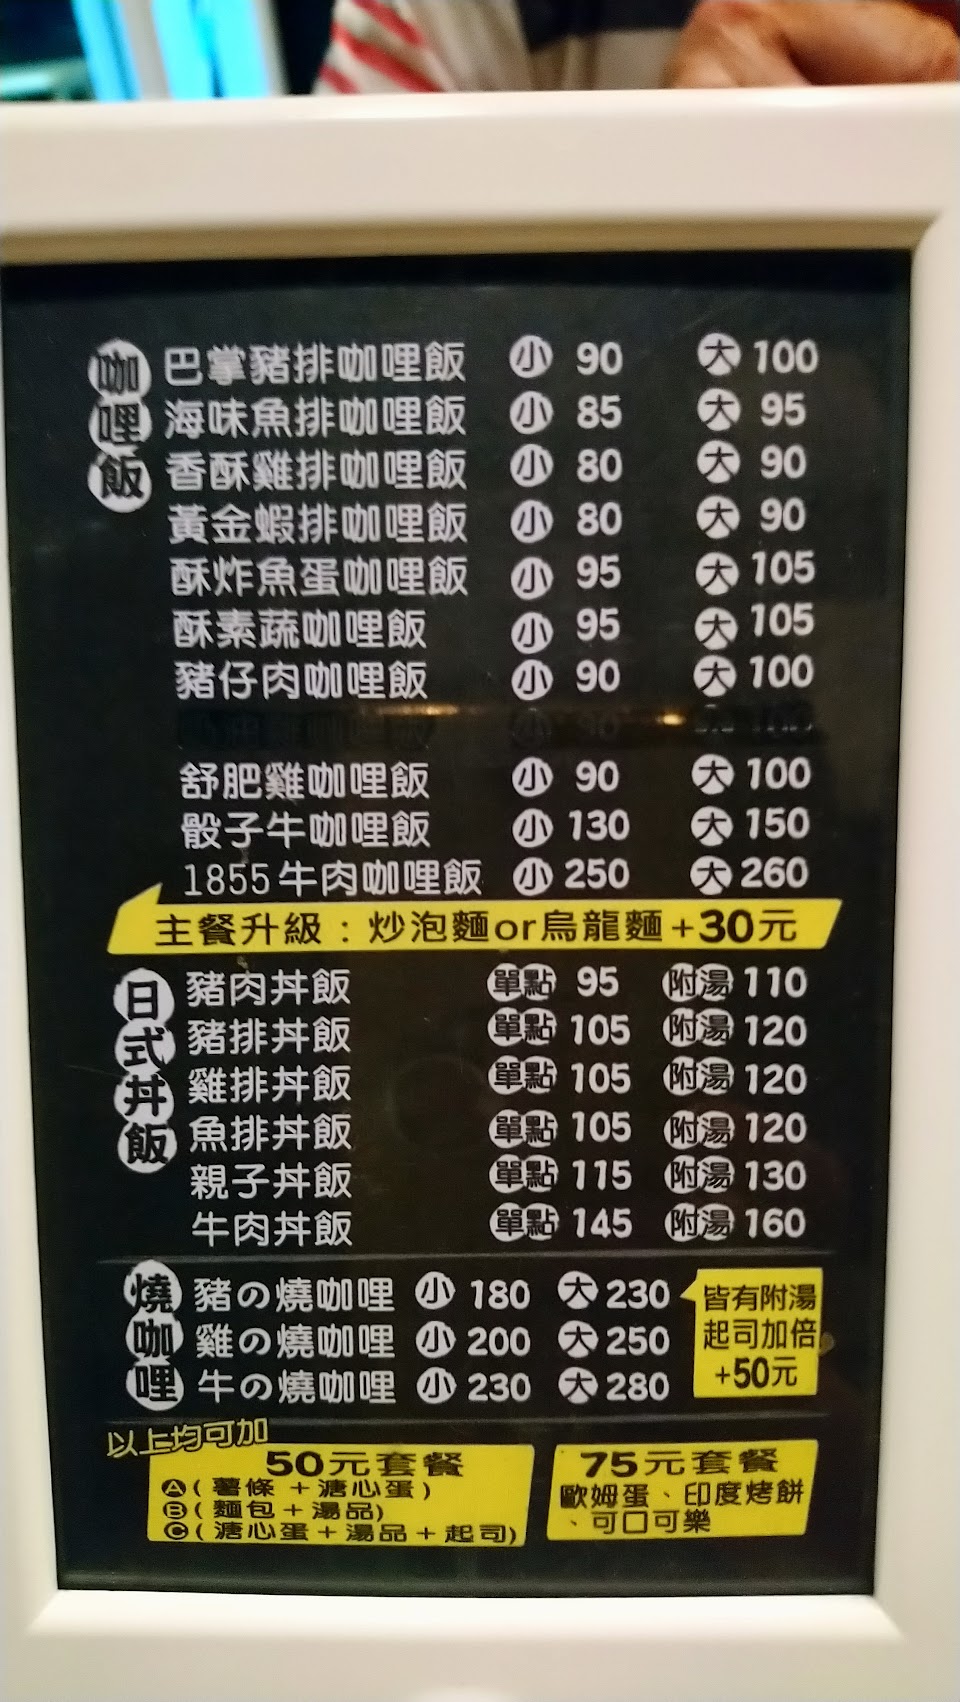 咖哩飯
巴掌豬排咖哩飯 小 90 大 100
海味魚排咖哩飯 小 85 大 95
香酥雞排咖哩飯 小 80 大 90
黃金蝦排咖哩飯 小 80 大 90
酥炸魚蛋咖哩飯 小 95 大 105
酥素蔬咖哩飯 小 95 大 105
豬仔肉咖哩飯 小 90 大 100
咖哩飯 小 90 大 100
舒肥雞咖哩飯 小 90 大 100
骰子牛咖哩飯 小 130 大 150
1855牛肉咖哩飯 小 250 大 260
主餐升級：炒泡麵or烏龍麵+30元
日式丼飯
豬肉丼飯 單點 95 附湯 110
豬排丼飯 單點 105 附湯 120
雞排丼飯 單點 105 附湯 120
魚排丼飯 單點 105 附湯 120
親子丼飯 單點 115 附湯 130
牛肉丼飯 單點 145 附湯 160
燒咖哩
豬の燒咖哩 小 180 大 230
雞の燒咖哩 小 200 大 250
牛の燒咖哩 小 230 大 280
皆有附湯
起司加倍
+50元
以上均可加
50元套餐
A(薯條+溏心蛋)
B(麵包+湯品)
C(溏心蛋+湯品+起司)
75元套餐
歐姆蛋、印度烤餅
、可口可樂